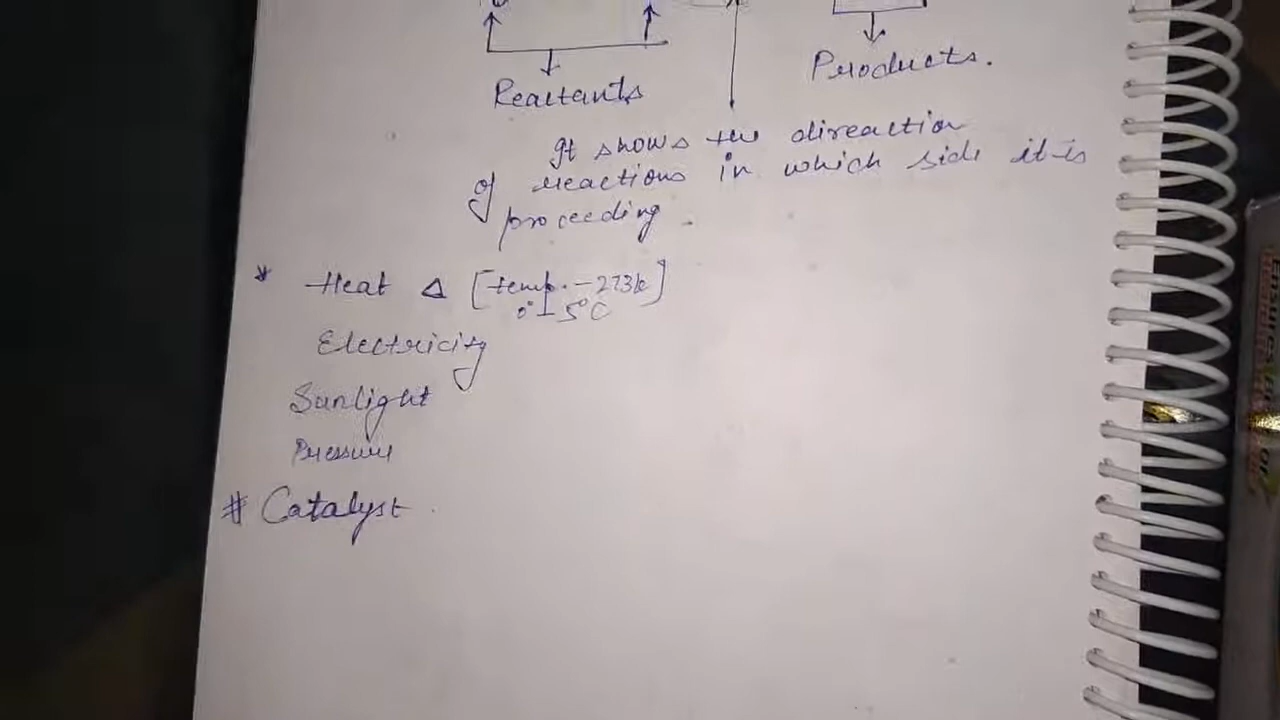 Reactants
Products.
It shows the direaction
of reactions in which side it is
proceeding.
* Heat Δ [temp. - 273k]
0° - 5°C
Electricity
Sunlight
Pressure
# Catalyst